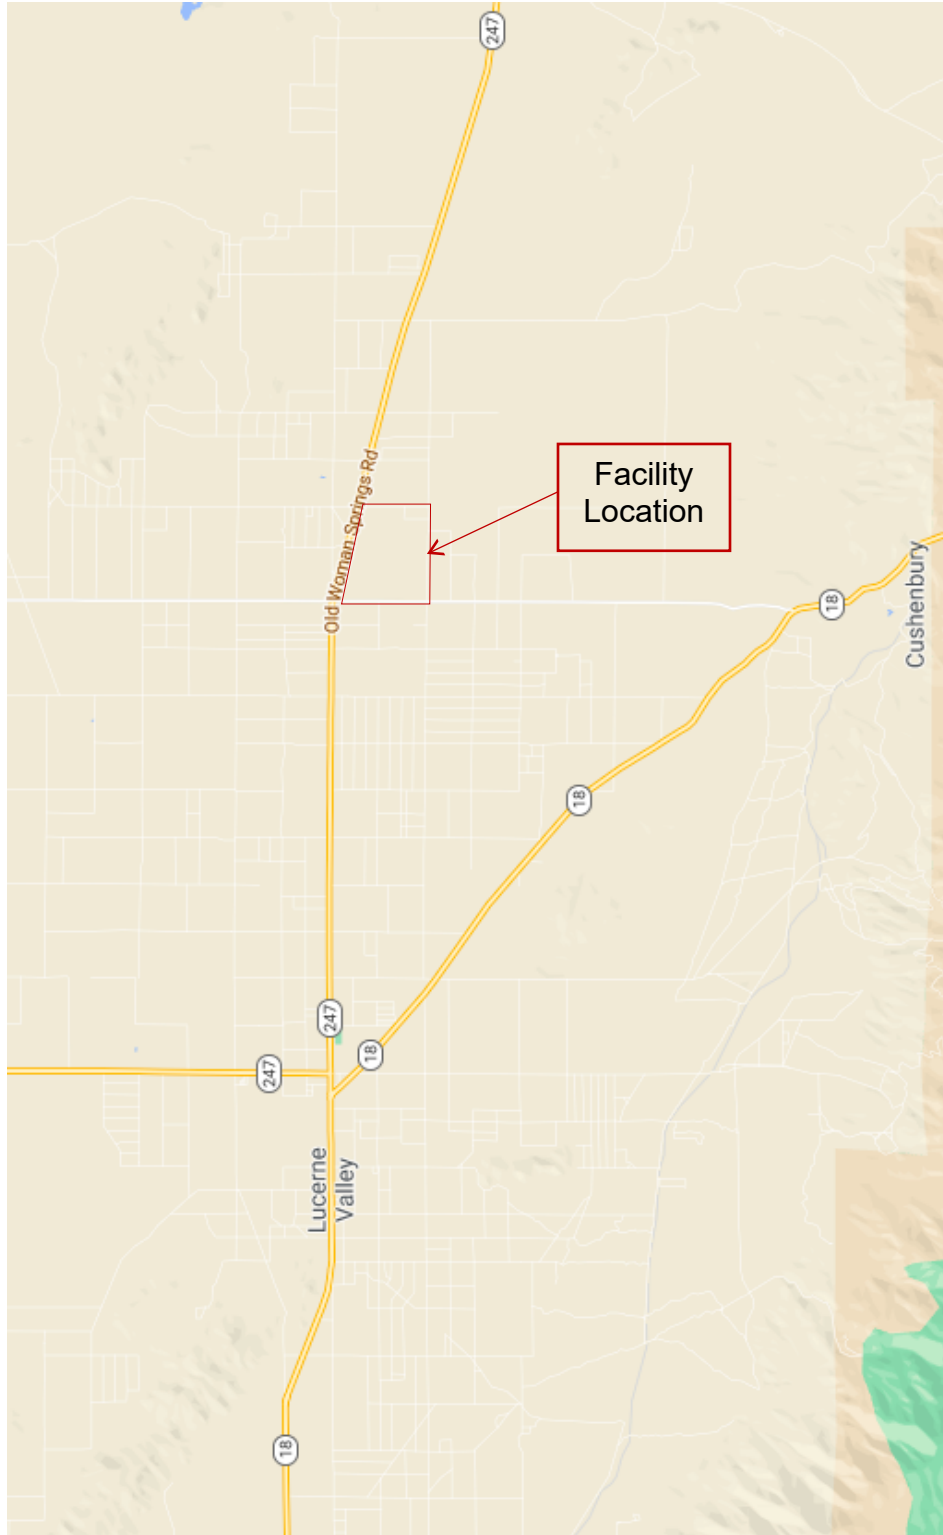 247
Old Woman Springs Rd
Facility
Location
18
Cushenbury
18
247
18
247
Lucerne
Valley
18